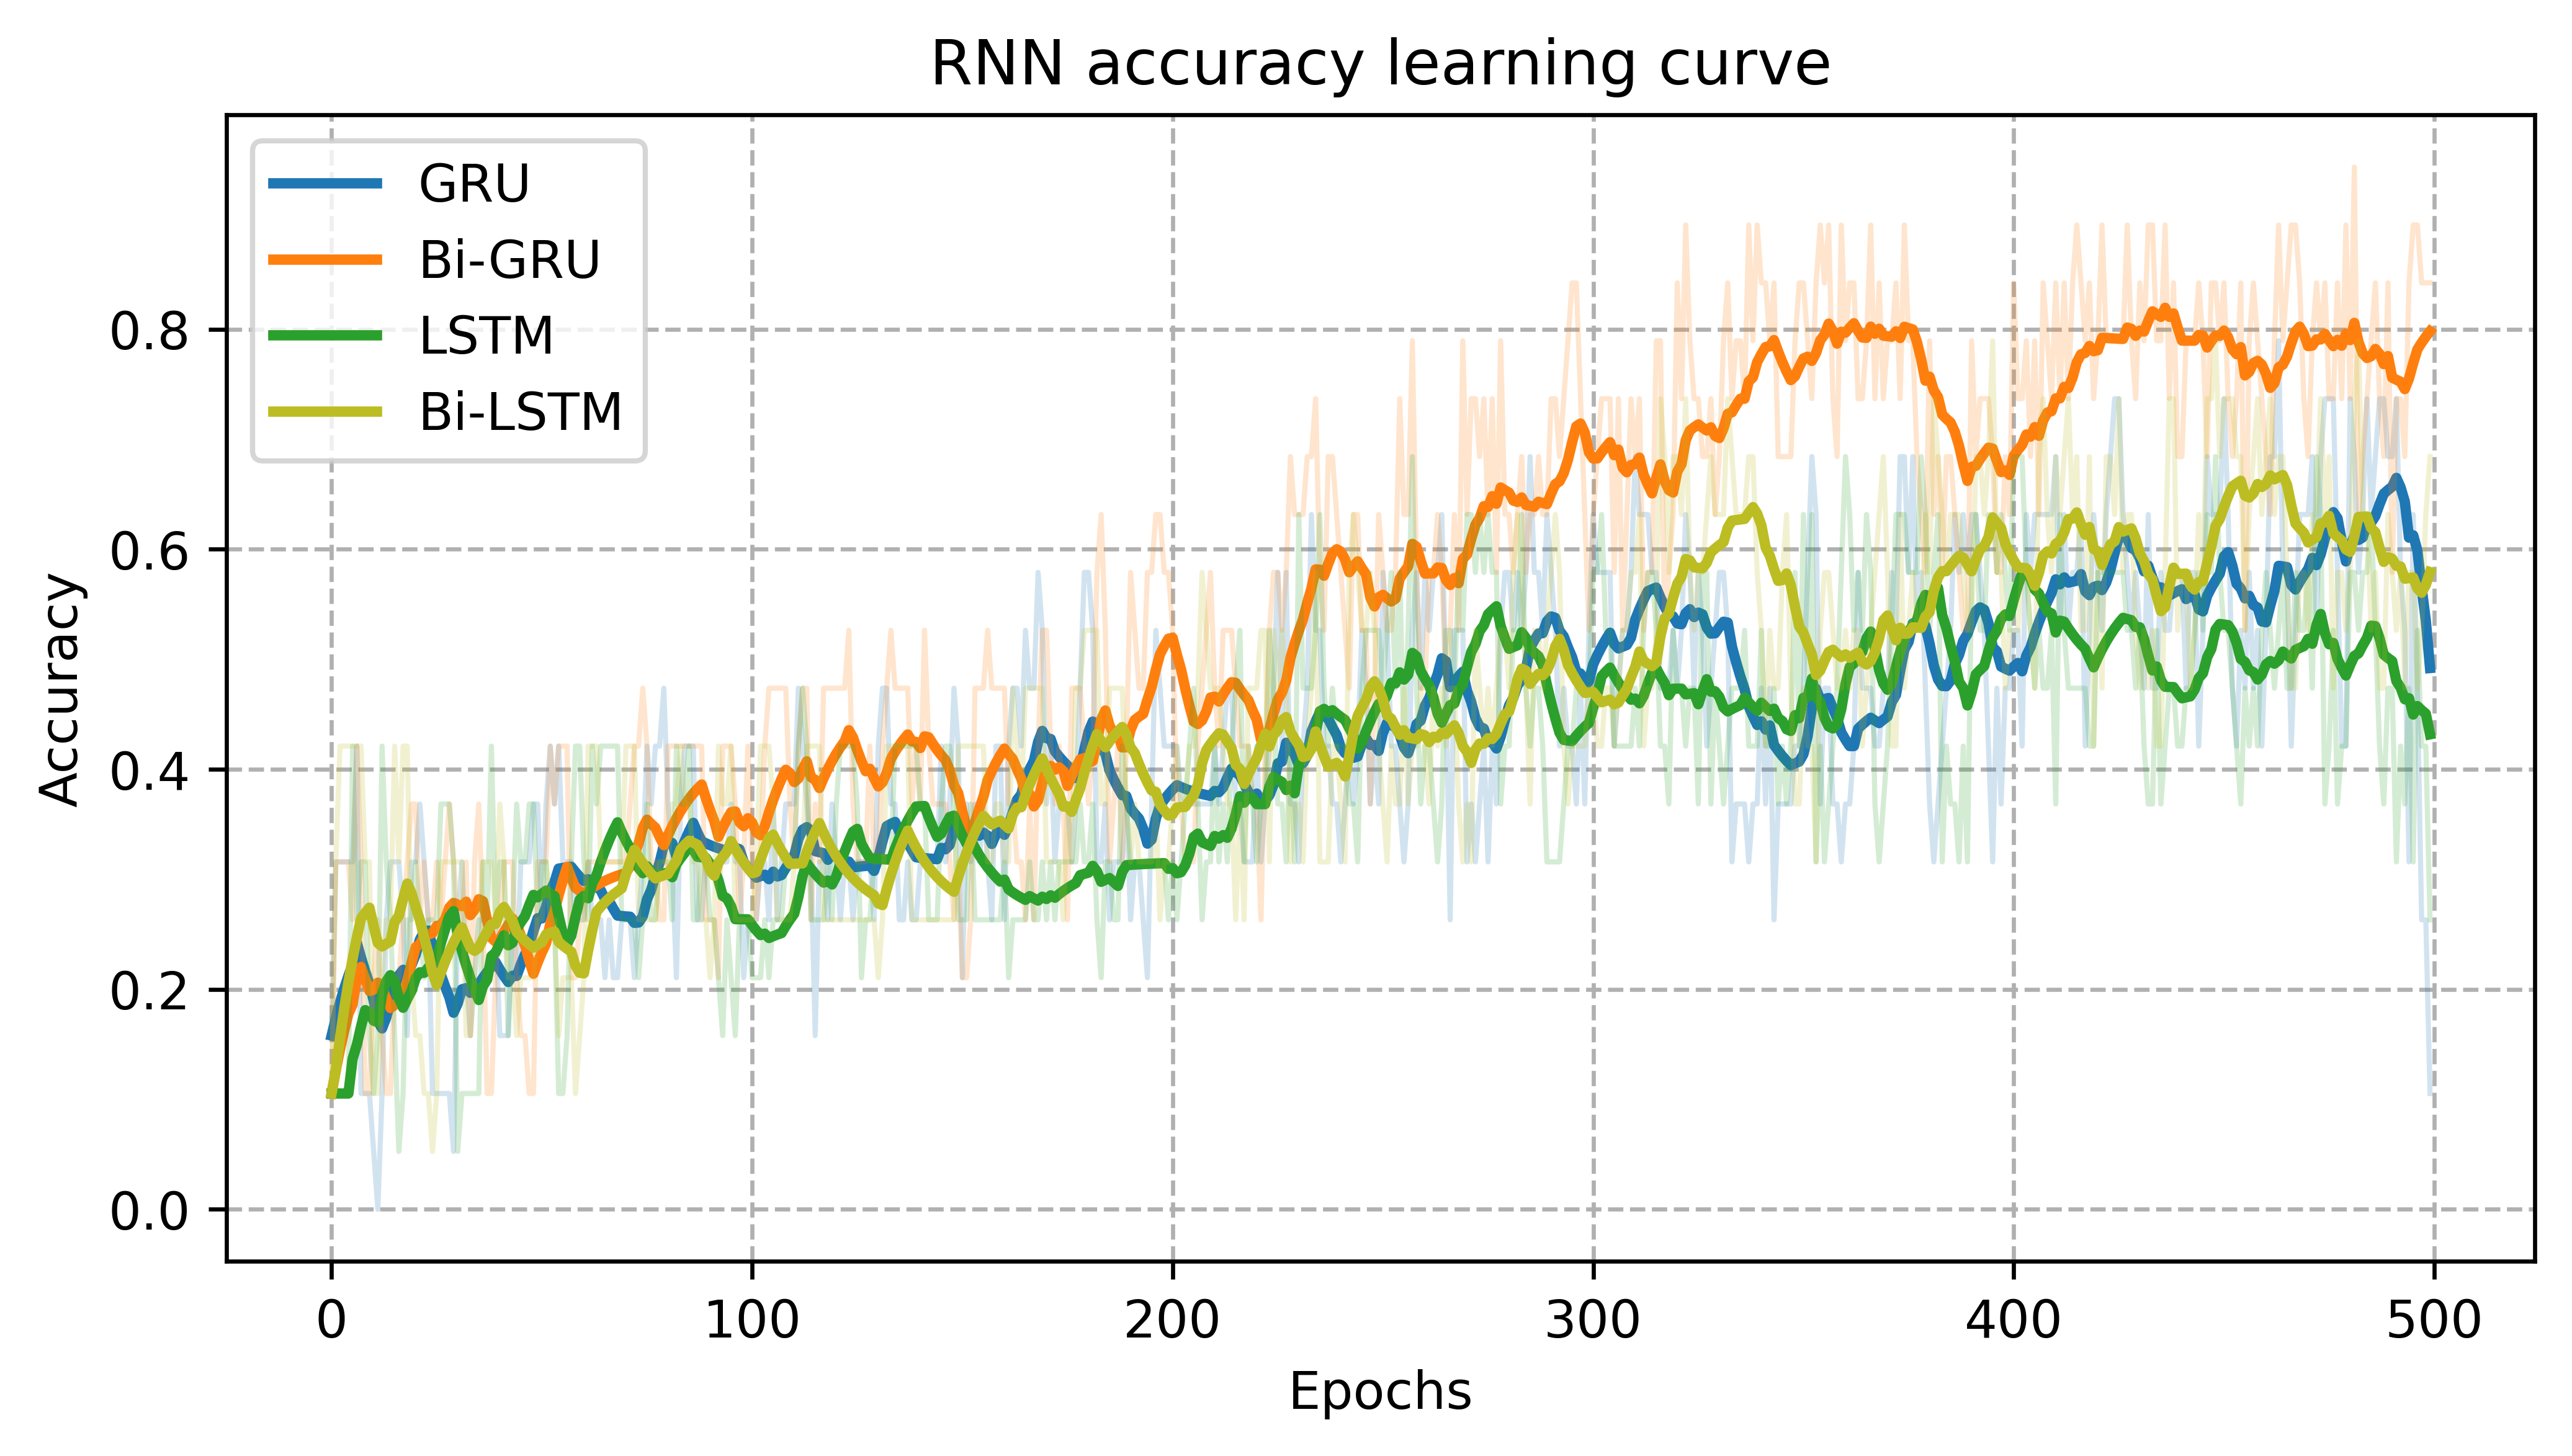 RNN accuracy learning curve
GRU
Bi-GRU
LSTM
Bi-LSTM
Accuracy
0.8
0.6
0.4
0.2
0.0
0 100 200 300 400 500
Epochs